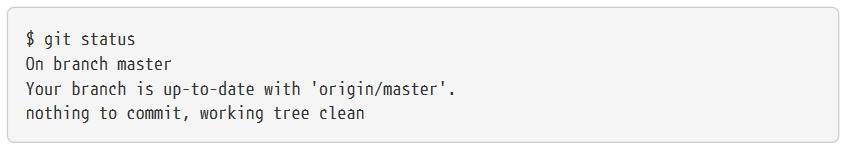 $ git status
On branch master
Your branch is up-to-date with 'origin/master'.
nothing to commit, working tree clean